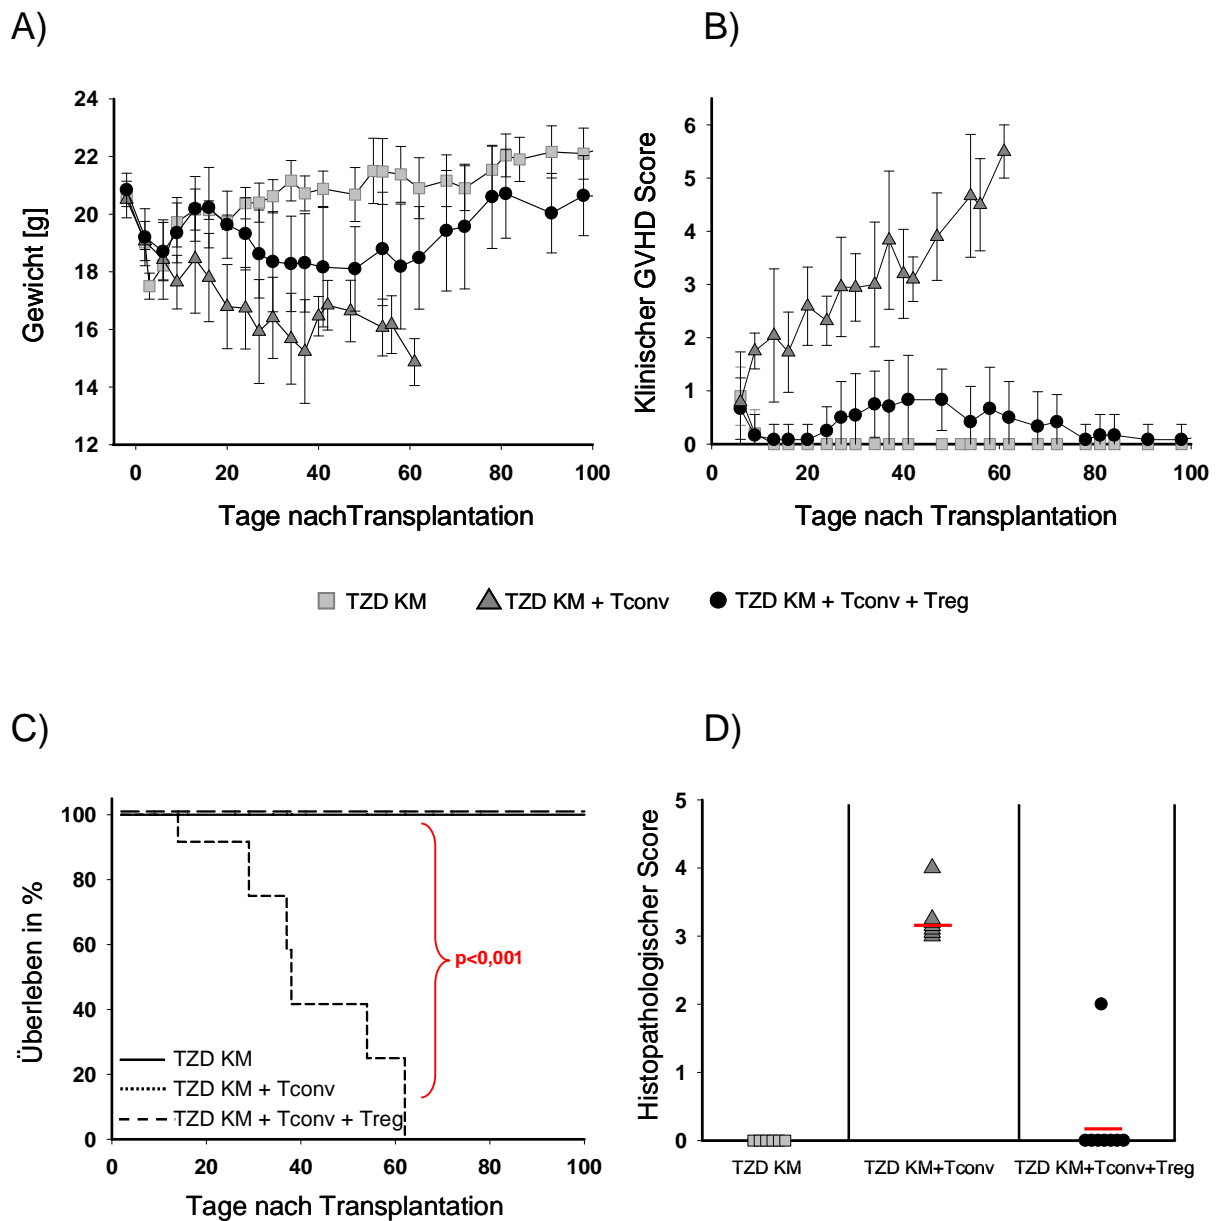 A)
B)
Gewicht [g]
24
22
20
18
16
14
12
0 20 40 60 80 100
Tage nachTransplantation
Klinischer GVHD Score
6
5
4
3
2
1
0
0 20 40 60 80 100
Tage nach Transplantation
TZD KM TZD KM + Tconv TZD KM + Tconv + Treg
C)
D)
Überleben in %
100
80
60
40
20
0
p<0,001
TZD KM
TZD KM + Tconv
TZD KM + Tconv + Treg
0 20 40 60 80 100
Tage nach Transplantation
Histopathologischer Score
5
4
3
2
1
0
TZD KM TZD KM+Tconv TZD KM+Tconv+Treg